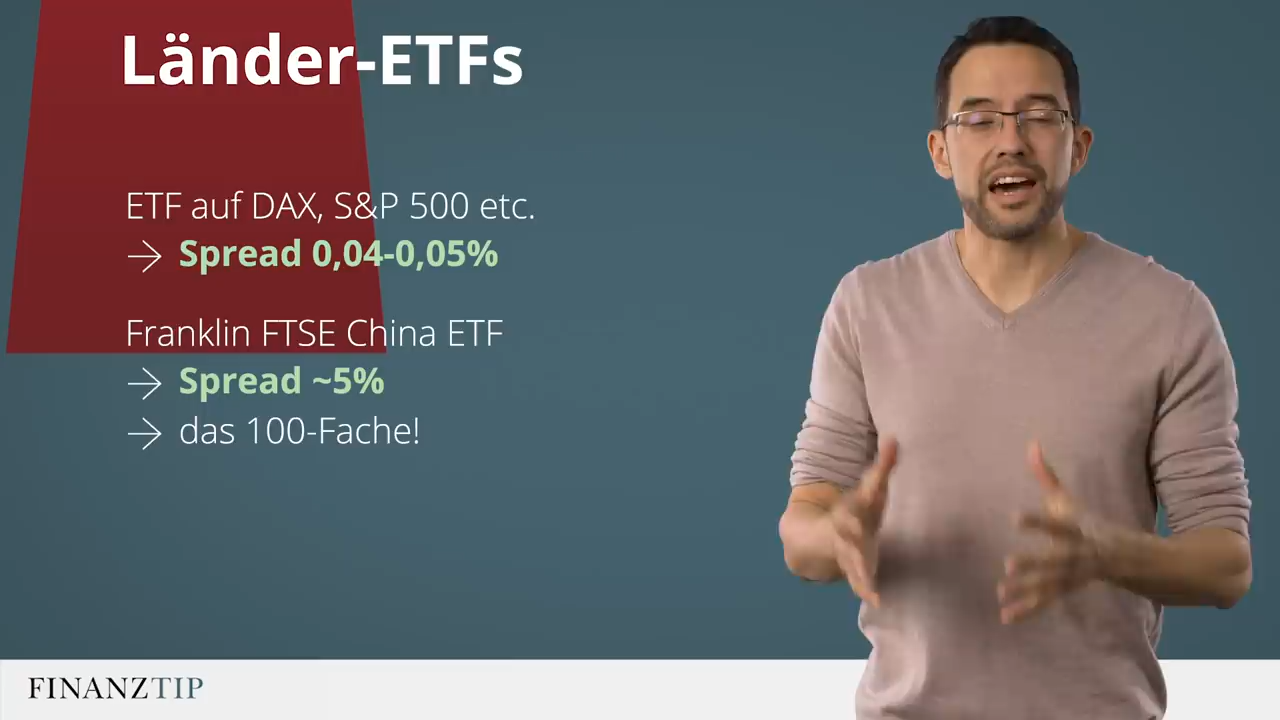 Länder-ETFs
ETF auf DAX, S&P 500 etc.
→ Spread 0,04-0,05%
Franklin FTSE China ETF
→ Spread ~5%
→ das 100-Fache!
FINANZTIP